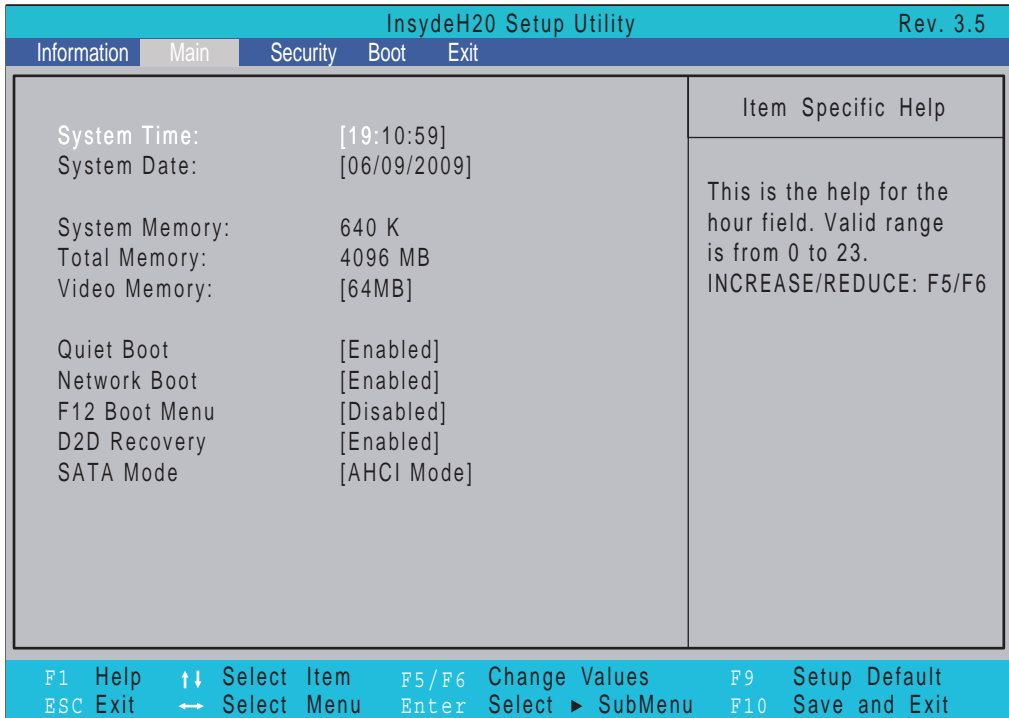 InsydeH20 Setup Utility Rev. 3.5
Information Main Security Boot Exit
System Time: [19:10:59]
System Date: [06/09/2009]
System Memory: 640 K
Total Memory: 4096 MB
Video Memory: [64MB]
Quiet Boot [Enabled]
Network Boot [Enabled]
F12 Boot Menu [Disabled]
D2D Recovery [Enabled]
SATA Mode [AHCI Mode]
Item Specific Help
This is the help for the
hour field. Valid range
is from 0 to 23.
INCREASE/REDUCE: F5/F6
F1 Help ↑↓ Select Item F5/F6 Change Values F9 Setup Default
ESC Exit ↔ Select Menu Enter Select ► SubMenu F10 Save and Exit